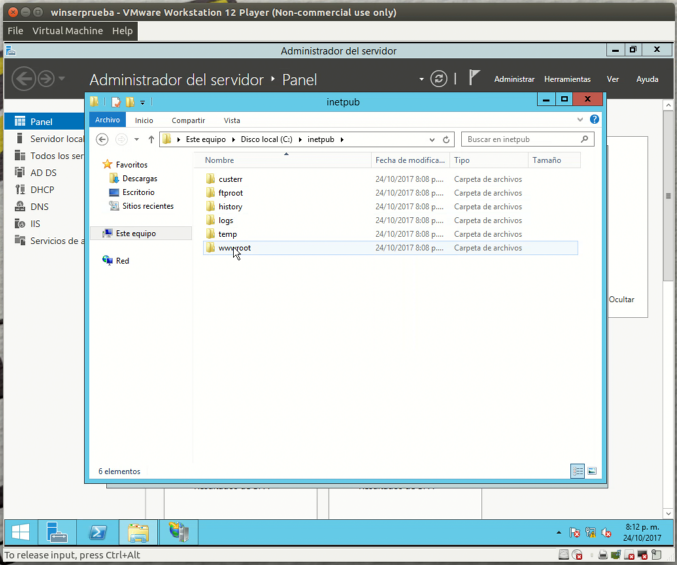 winserprueba - VMware Workstation 12 Player (Non-commercial use only)
File Virtual Machine Help
Administrador del servidor
Administrador del servidor Panel
Administrar Herramientas Ver Ayuda
Panel
Servidor local
Todos los ser
AD DS
DHCP
DNS
IIS
Servicios de a
inetpub
Archivo Inicio Compartir Vista
Este equipo Disco local (C:) inetpub
Buscar en inetpub
Favoritos
Descargas
Escritorio
Sitios recientes
Este equipo
Red
Nombre Fecha de modifica... Tipo Tamaño
custerr 24/10/2017 8:08 p.... Carpeta de archivos
ftproot 24/10/2017 8:08 p.... Carpeta de archivos
history 24/10/2017 8:08 p.... Carpeta de archivos
logs 24/10/2017 8:08 p.... Carpeta de archivos
temp 24/10/2017 8:08 p.... Carpeta de archivos
wwwroot 24/10/2017 8:08 p.... Carpeta de archivos
Ocultar
6 elementos
8:12 p. m.
24/10/2017
To release input, press Ctrl+Alt